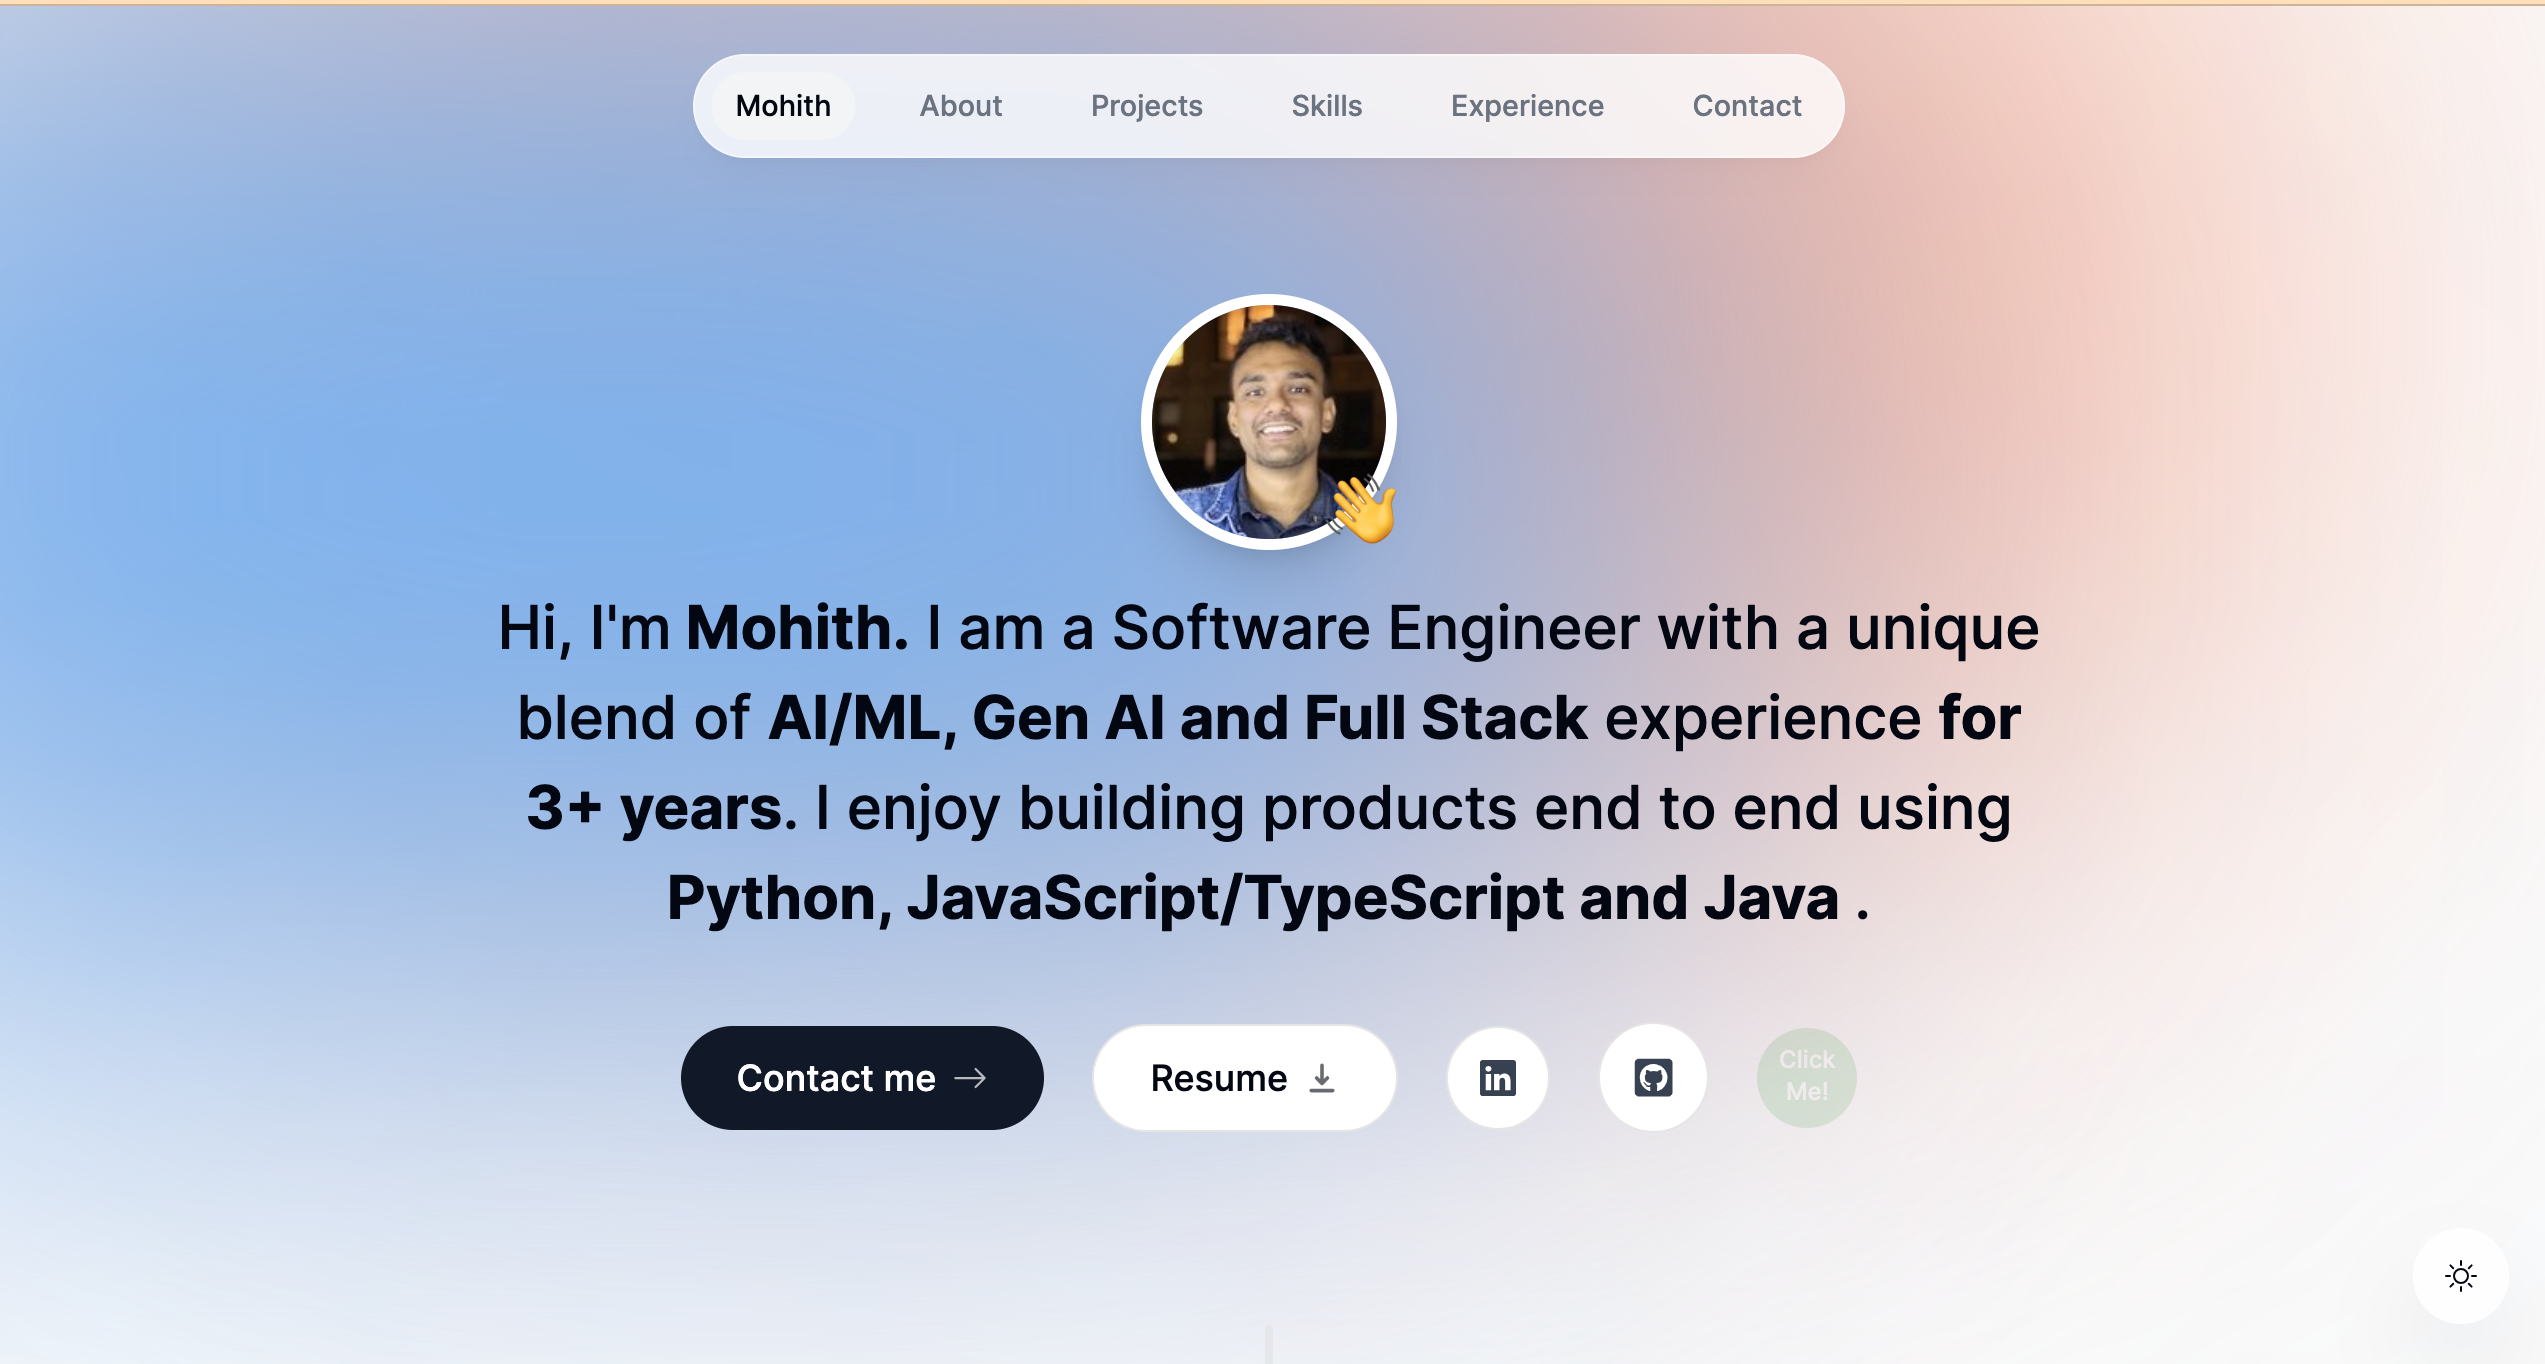 Mohith About Projects Skills Experience Contact
Hi, I'm Mohith. I am a Software Engineer with a unique
blend of AI/ML, Gen AI and Full Stack experience for
3+ years. I enjoy building products end to end using
Python, JavaScript/TypeScript and Java .
Contact me → Resume in Click
Me!